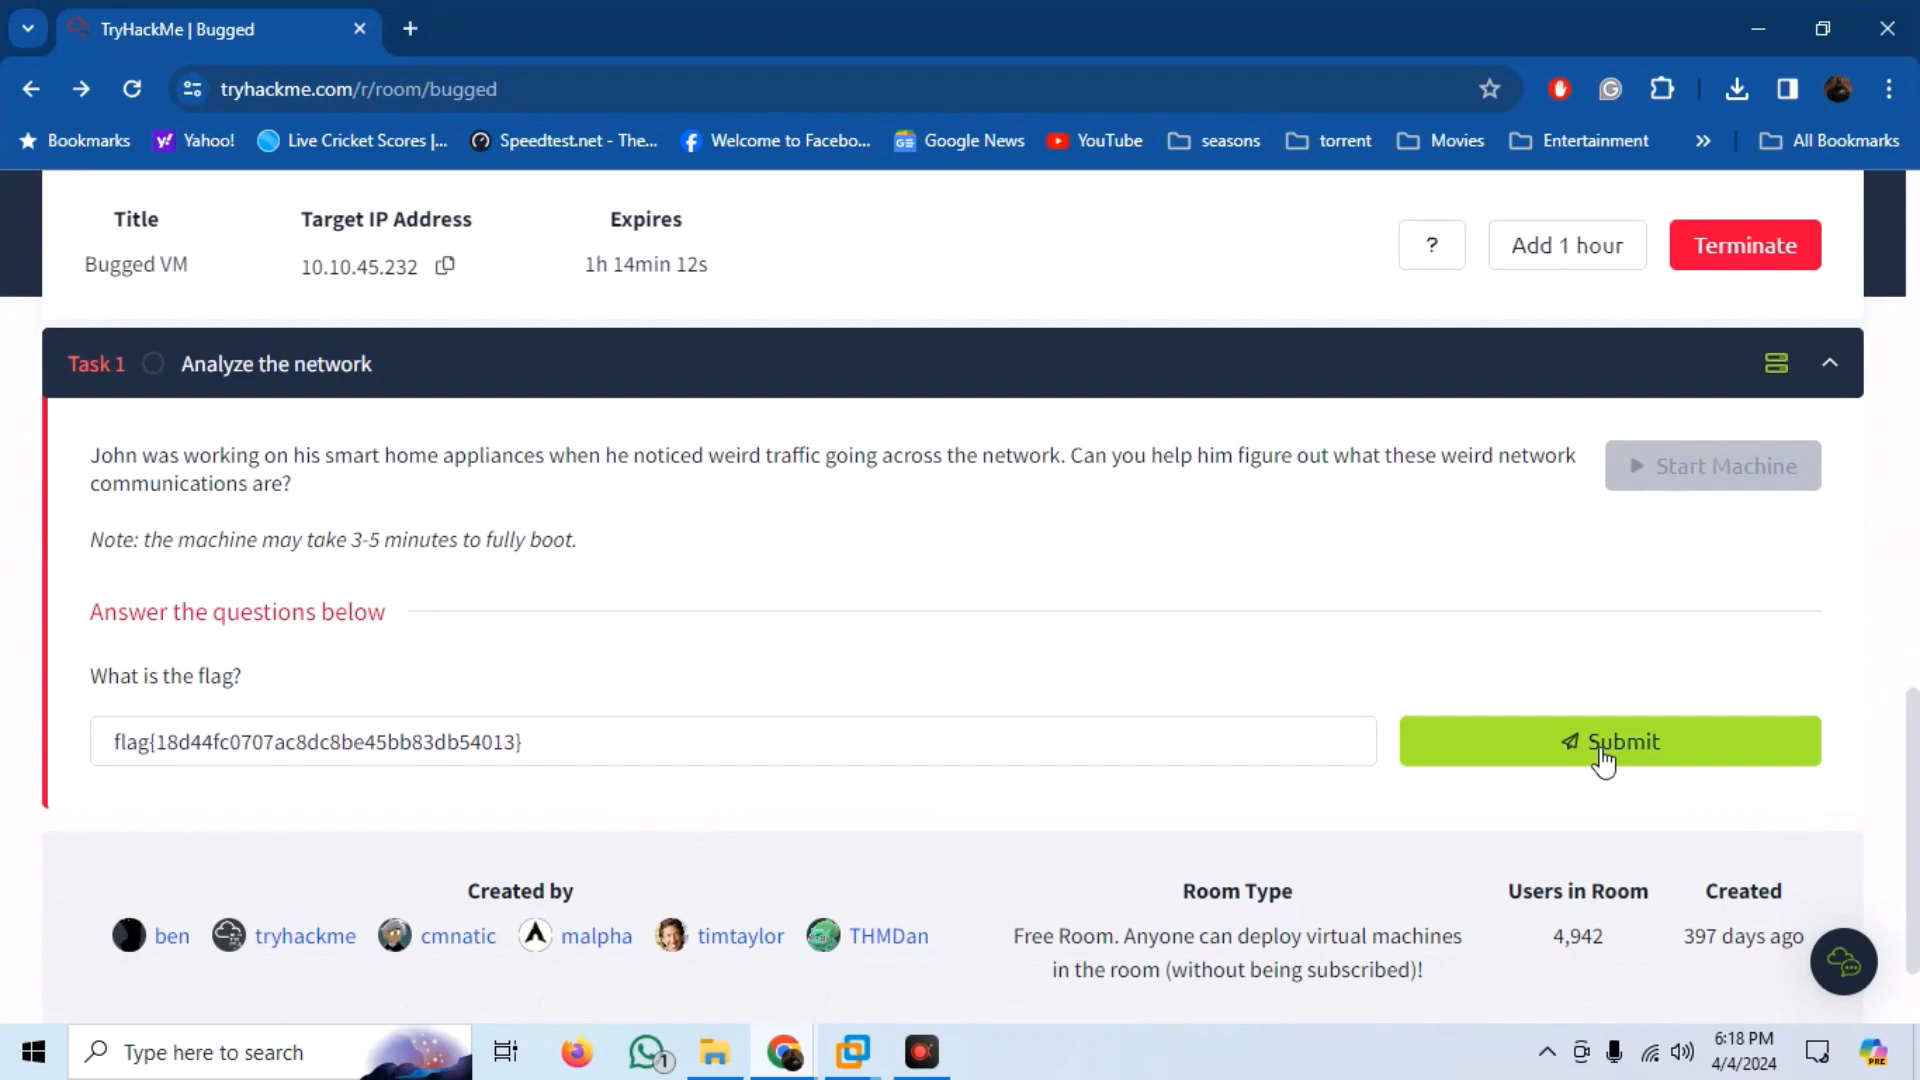 TryHackMe | Bugged
tryhackme.com/r/room/bugged
Bookmarks Yahoo! Live Cricket Scores |... Speedtest.net - The... Welcome to Facebo... Google News YouTube seasons torrent Movies Entertainment All Bookmarks
Title Target IP Address Expires
Bugged VM 10.10.45.232 1h 14min 12s
? Add 1 hour Terminate
Task 1 Analyze the network
John was working on his smart home appliances when he noticed weird traffic going across the network. Can you help him figure out what these weird network
communications are?
Start Machine
Note: the machine may take 3-5 minutes to fully boot.
Answer the questions below
What is the flag?
flag{18d44fc0707ac8dc8be45bb83db54013}
Submit
Created by Room Type Users in Room Created
ben tryhackme cmnatic malpha timtaylor THMDan
Free Room. Anyone can deploy virtual machines
in the room (without being subscribed)!
4,942 397 days ago
Type here to search
1
6:18 PM
4/4/2024
PRE